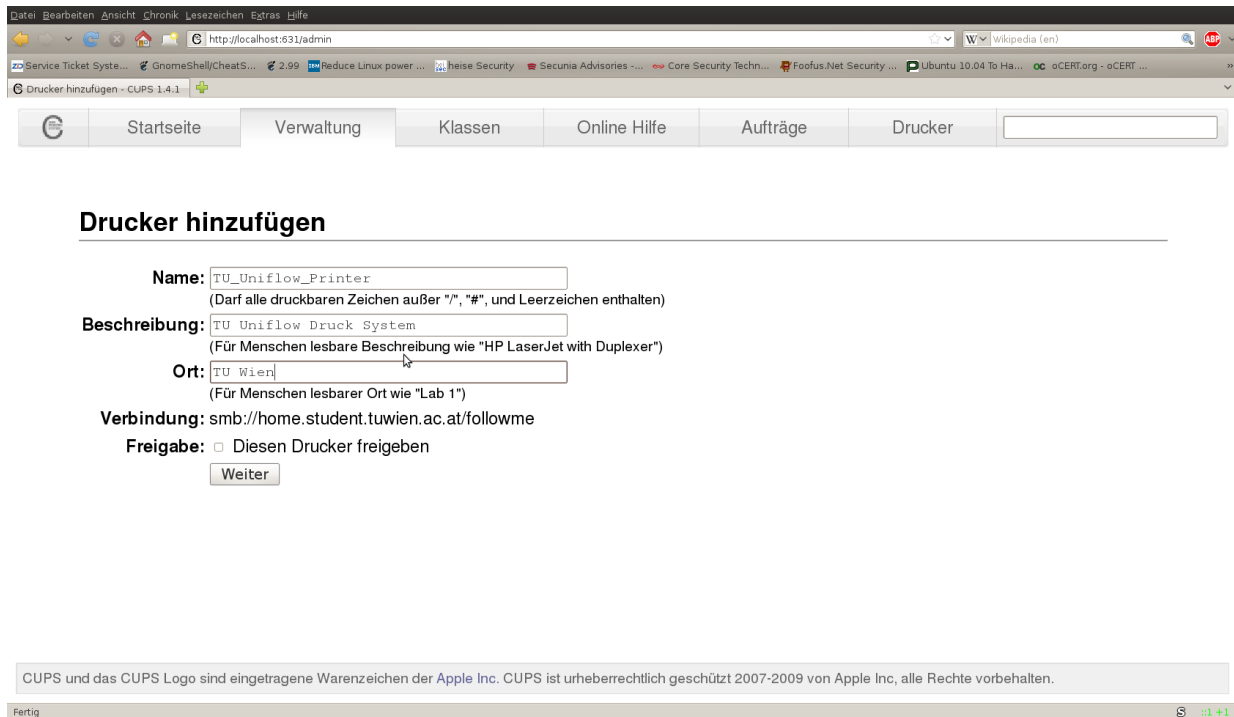 Datei Bearbeiten Ansicht Chronik Lesezeichen Extras Hilfe
http://localhost:631/admin
W Wikipedia (en)
ABP
ZD Service Ticket Syste... GnomeShell/CheatS... 2.99 IBM Reduce Linux power ... heise Security Secunia Advisories -... Core Security Techn... Foofus.Net Security ... Ubuntu 10.04 To Ha... oc oCERT.org - oCERT ... »
Drucker hinzufügen - CUPS 1.4.1
Startseite Verwaltung Klassen Online Hilfe Aufträge Drucker
Drucker hinzufügen
Name: TU_Uniflow_Printer
(Darf alle druckbaren Zeichen außer "/", "#", und Leerzeichen enthalten)
Beschreibung: TU Uniflow Druck System
(Für Menschen lesbare Beschreibung wie "HP LaserJet with Duplexer")
Ort: TU Wien
(Für Menschen lesbarer Ort wie "Lab 1")
Verbindung: smb://home.student.tuwien.ac.at/followme
Freigabe: Diesen Drucker freigeben
Weiter
CUPS und das CUPS Logo sind eingetragene Warenzeichen der Apple Inc. CUPS ist urheberrechtlich geschützt 2007-2009 von Apple Inc, alle Rechte vorbehalten.
Fertig
S ::1 +1